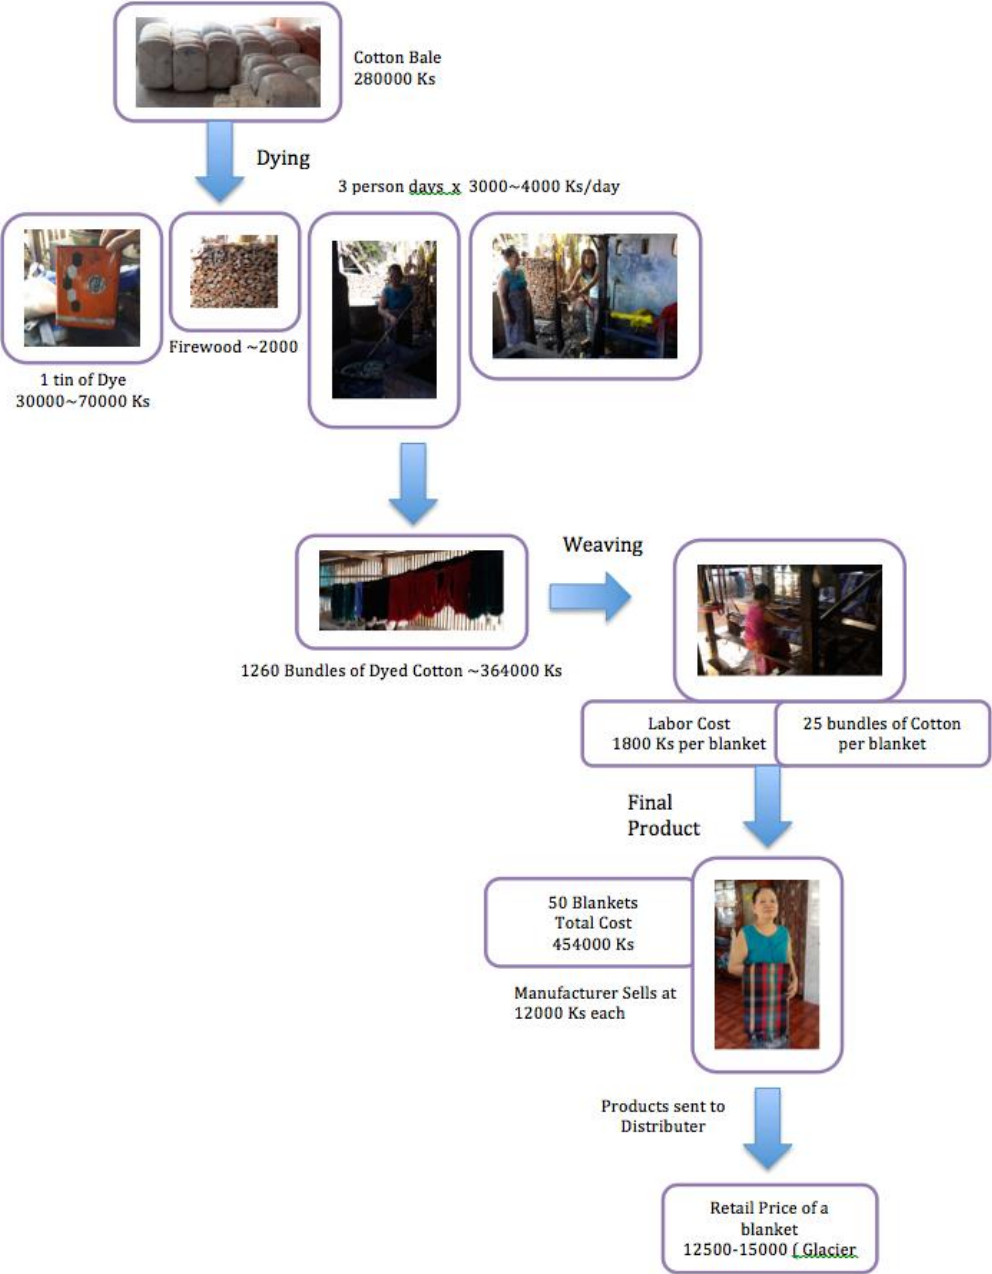 Cotton Bale
280000 Ks
Dying
3 person days x 3000~4000 Ks/day
Firewood ~2000
1 tin of Dye
30000~70000 Ks
Weaving
1260 Bundles of Dyed Cotton ~364000 Ks
Labor Cost
1800 Ks per blanket
25 bundles of Cotton
per blanket
Final
Product
50 Blankets
Total Cost
454000 Ks
Manufacturer Sells at
12000 Ks each
Products sent to
Distributer
Retail Price of a
blanket
12500-15000 ( Glacier